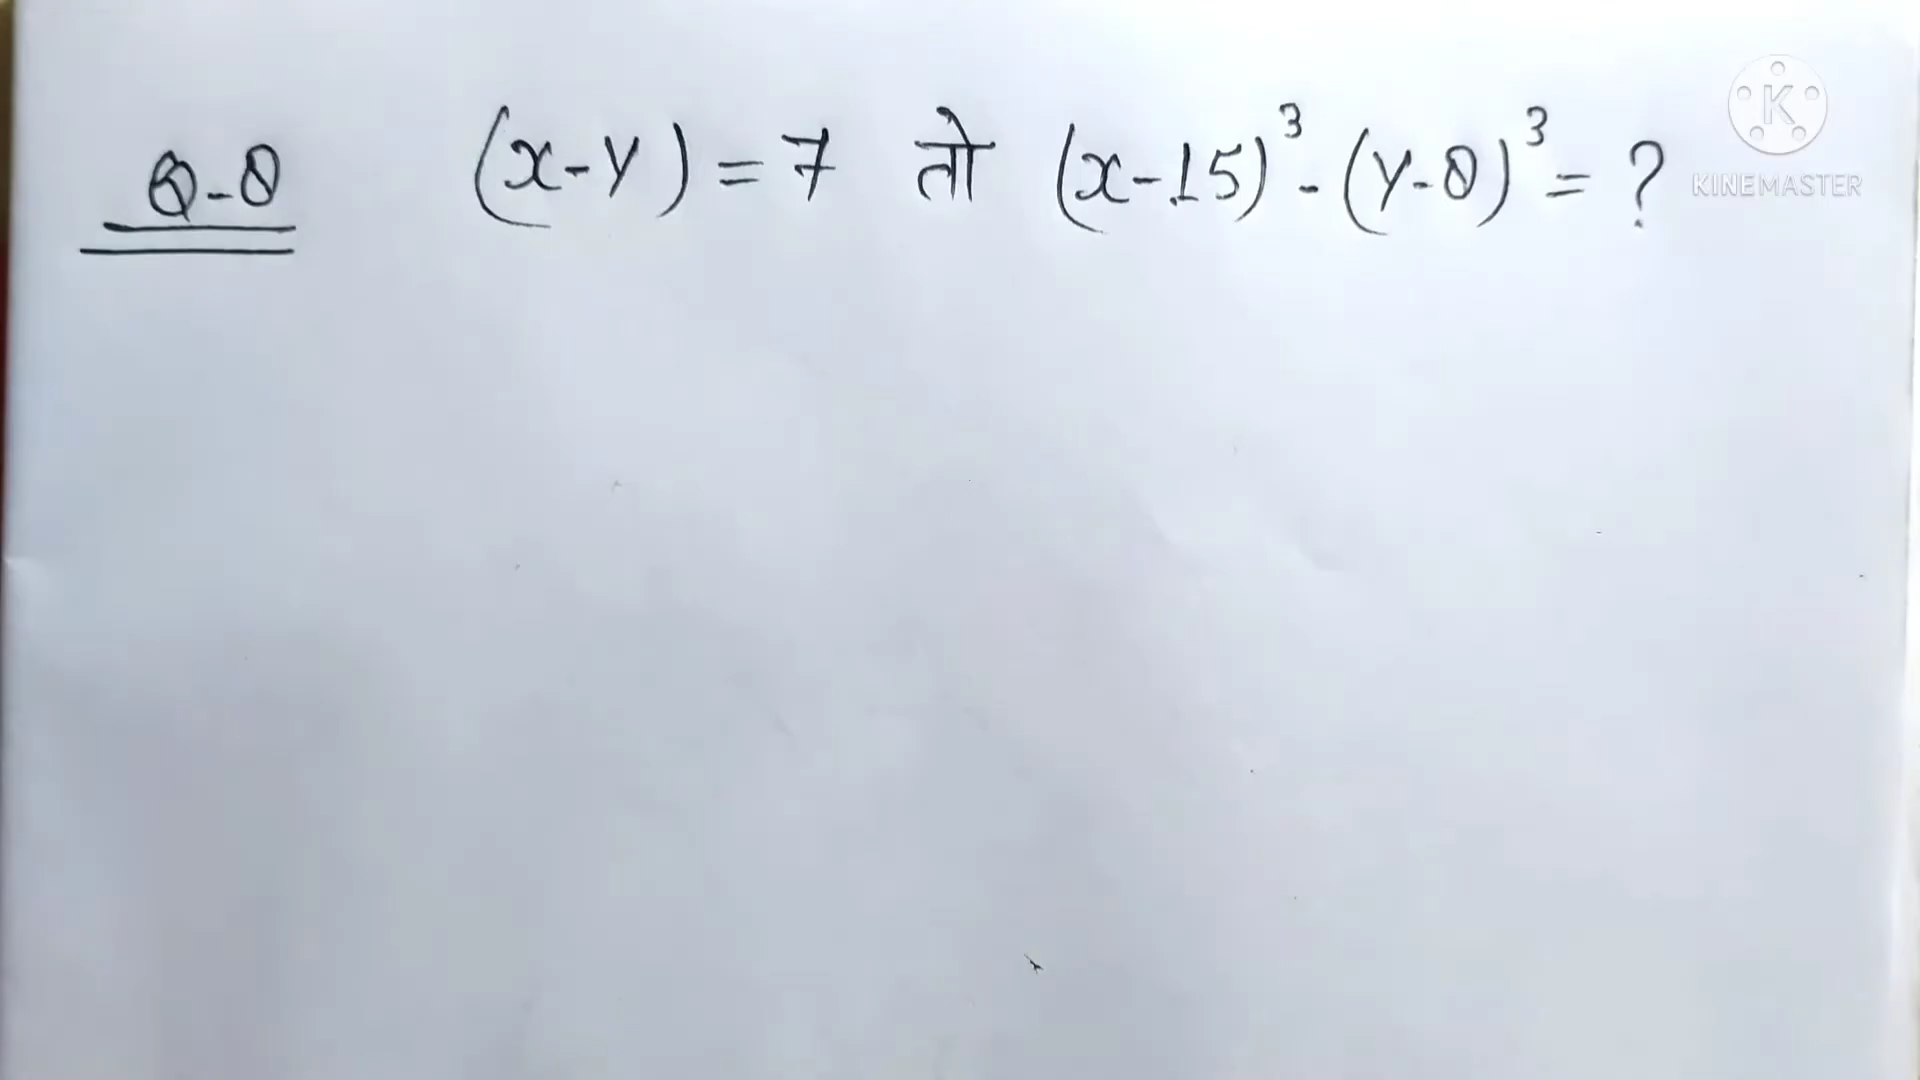 Q-8 (x-y)=7 तो (x-15)³-(y-8)³=?
KINEMASTER